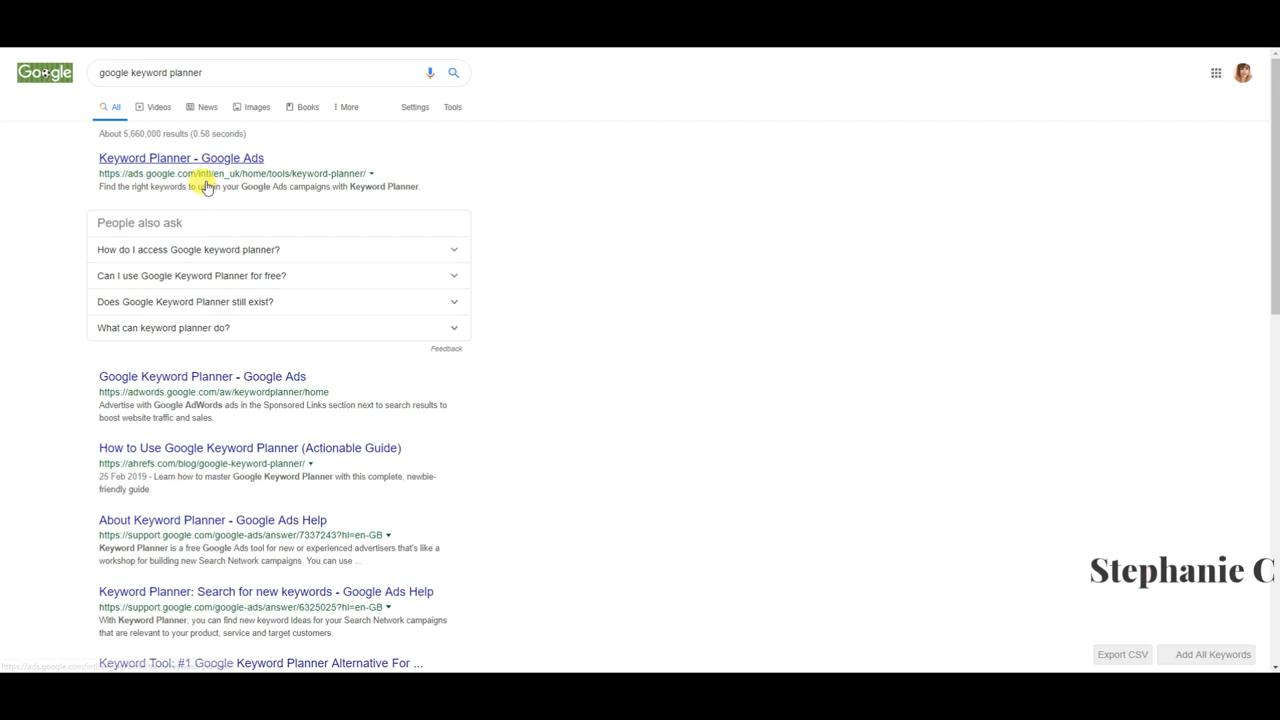 Google
google keyword planner
All Videos News Images Books More Settings Tools
About 5,660,000 results (0.58 seconds)
Keyword Planner - Google Ads
https://ads.google.com/intl/en_uk/home/tools/keyword-planner/
Find the right keywords to use in your Google Ads campaigns with Keyword Planner.
People also ask
How do I access Google keyword planner?
Can I use Google Keyword Planner for free?
Does Google Keyword Planner still exist?
What can keyword planner do?
Feedback
Google Keyword Planner - Google Ads
https://adwords.google.com/aw/keywordplanner/home
Advertise with Google AdWords ads in the Sponsored Links section next to search results to
boost website traffic and sales.
How to Use Google Keyword Planner (Actionable Guide)
https://ahrefs.com/blog/google-keyword-planner/
25 Feb 2019 - Learn how to master Google Keyword Planner with this complete, newbie-
friendly guide.
About Keyword Planner - Google Ads Help
https://support.google.com/google-ads/answer/7337243?hl=en-GB
Keyword Planner is a free Google Ads tool for new or experienced advertisers that's like a
workshop for building new Search Network campaigns. You can use ...
Stephanie C
Keyword Planner: Search for new keywords - Google Ads Help
https://support.google.com/google-ads/answer/6325025?hl=en-GB
With Keyword Planner, you can find new keyword ideas for your Search Network campaigns
that are relevant to your product, service and target customers.
Export CSV Add All Keywords
Keyword Tool: #1 Google Keyword Planner Alternative For ...